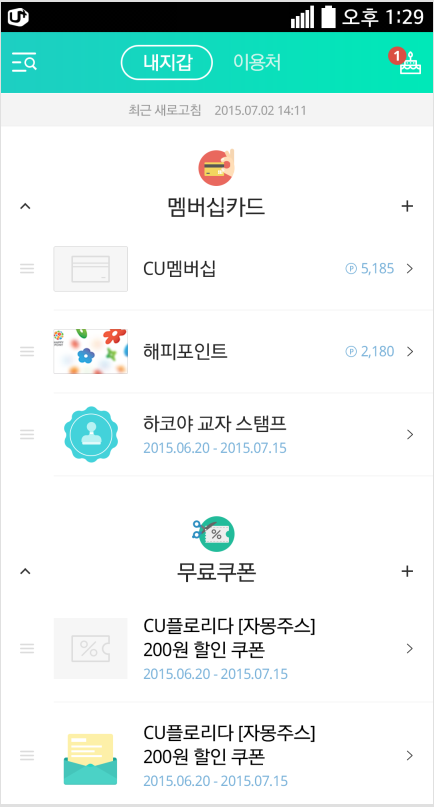 U+ 오후 1:29
내지갑 이용처 1
최근 새로고침 2015.07.02 14:11
멤버십카드
CU멤버십 Ⓟ 5,185
해피포인트 Ⓟ 2,180
하코야 교자 스탬프
2015.06.20 - 2015.07.15
%
무료쿠폰
CU플로리다 [자몽주스]
% 200원 할인 쿠폰
2015.06.20 - 2015.07.15
CU플로리다 [자몽주스]
200원 할인 쿠폰
2015.06.20 - 2015.07.15